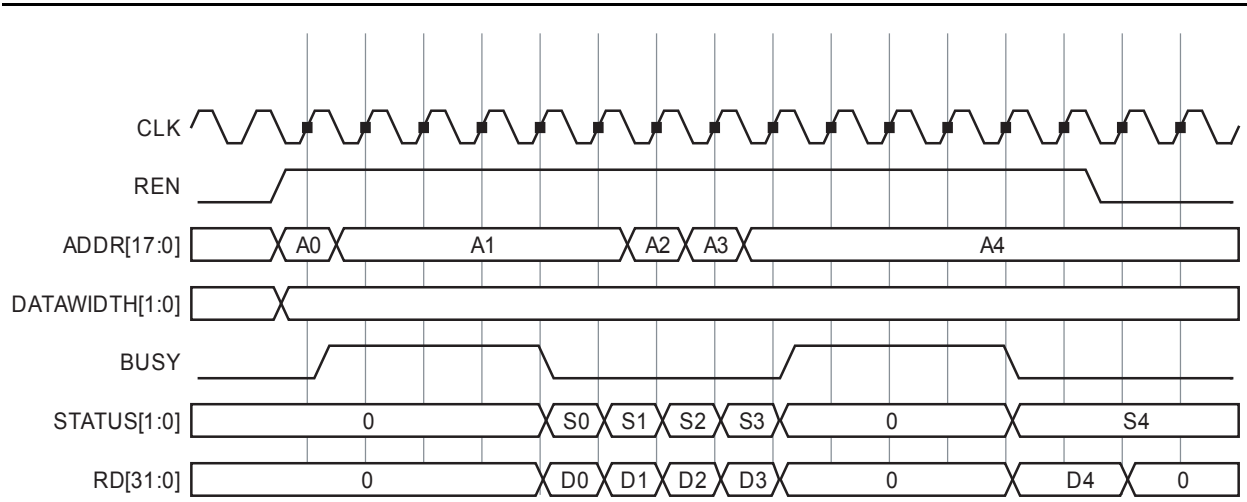 CLK
REN
ADDR[17:0] A0 A1 A2 A3 A4
DATAWIDTH[1:0]
BUSY
STATUS[1:0] 0 S0 S1 S2 S3 0 S4
RD[31:0] 0 D0 D1 D2 D3 0 D4 0